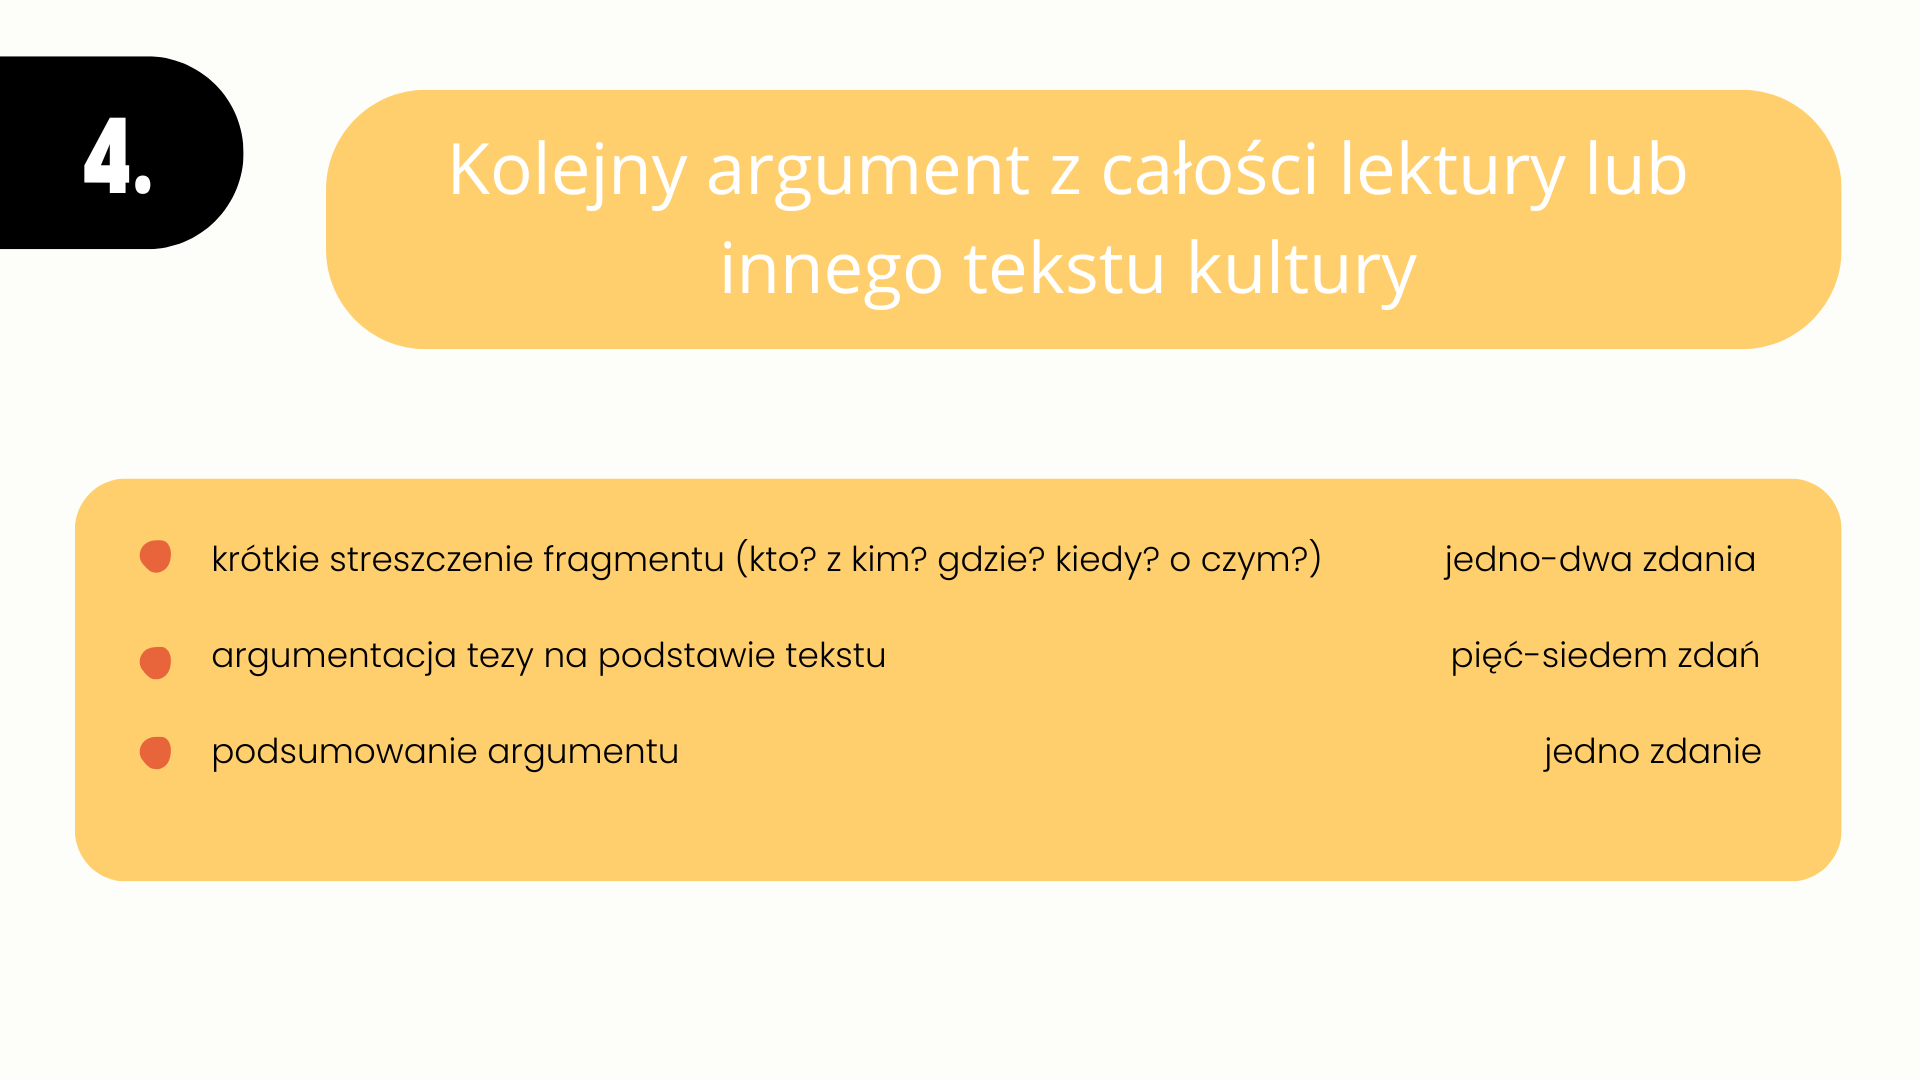 4.
Kolejny argument z całości lektury lub
innego tekstu kultury
krótkie streszczenie fragmentu (kto? z kim? gdzie? kiedy? o czym?) jedno-dwa zdania
argumentacja tezy na podstawie tekstu pięć-siedem zdań
podsumowanie argumentu jedno zdanie